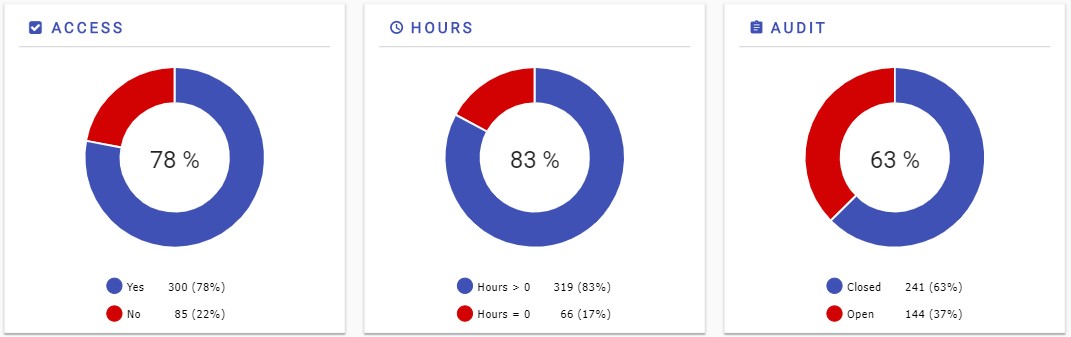 ACCESS
78 %
Yes 300 (78%)
No 85 (22%)
HOURS
83 %
Hours > 0 319 (83%)
Hours = 0 66 (17%)
AUDIT
63 %
Closed 241 (63%)
Open 144 (37%)